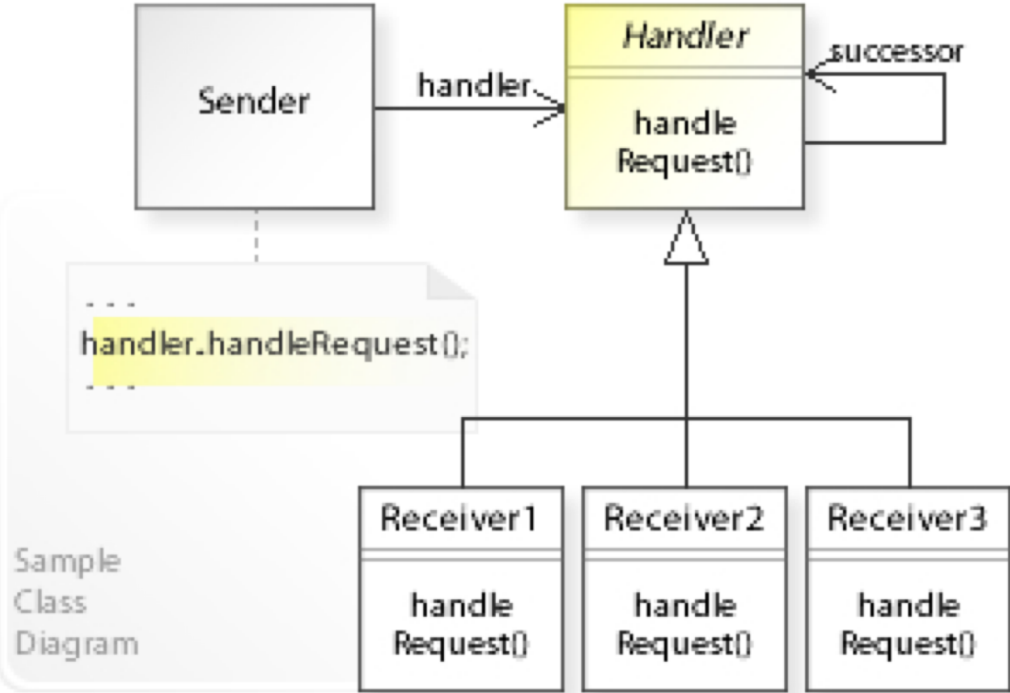 Sender
handler
Handler
handle
Request()
successor
- - -
handler.handleRequest();
- - -
Receiver1
handle
Request()
Receiver2
handle
Request()
Receiver3
handle
Request()
Sample
Class
Diagram